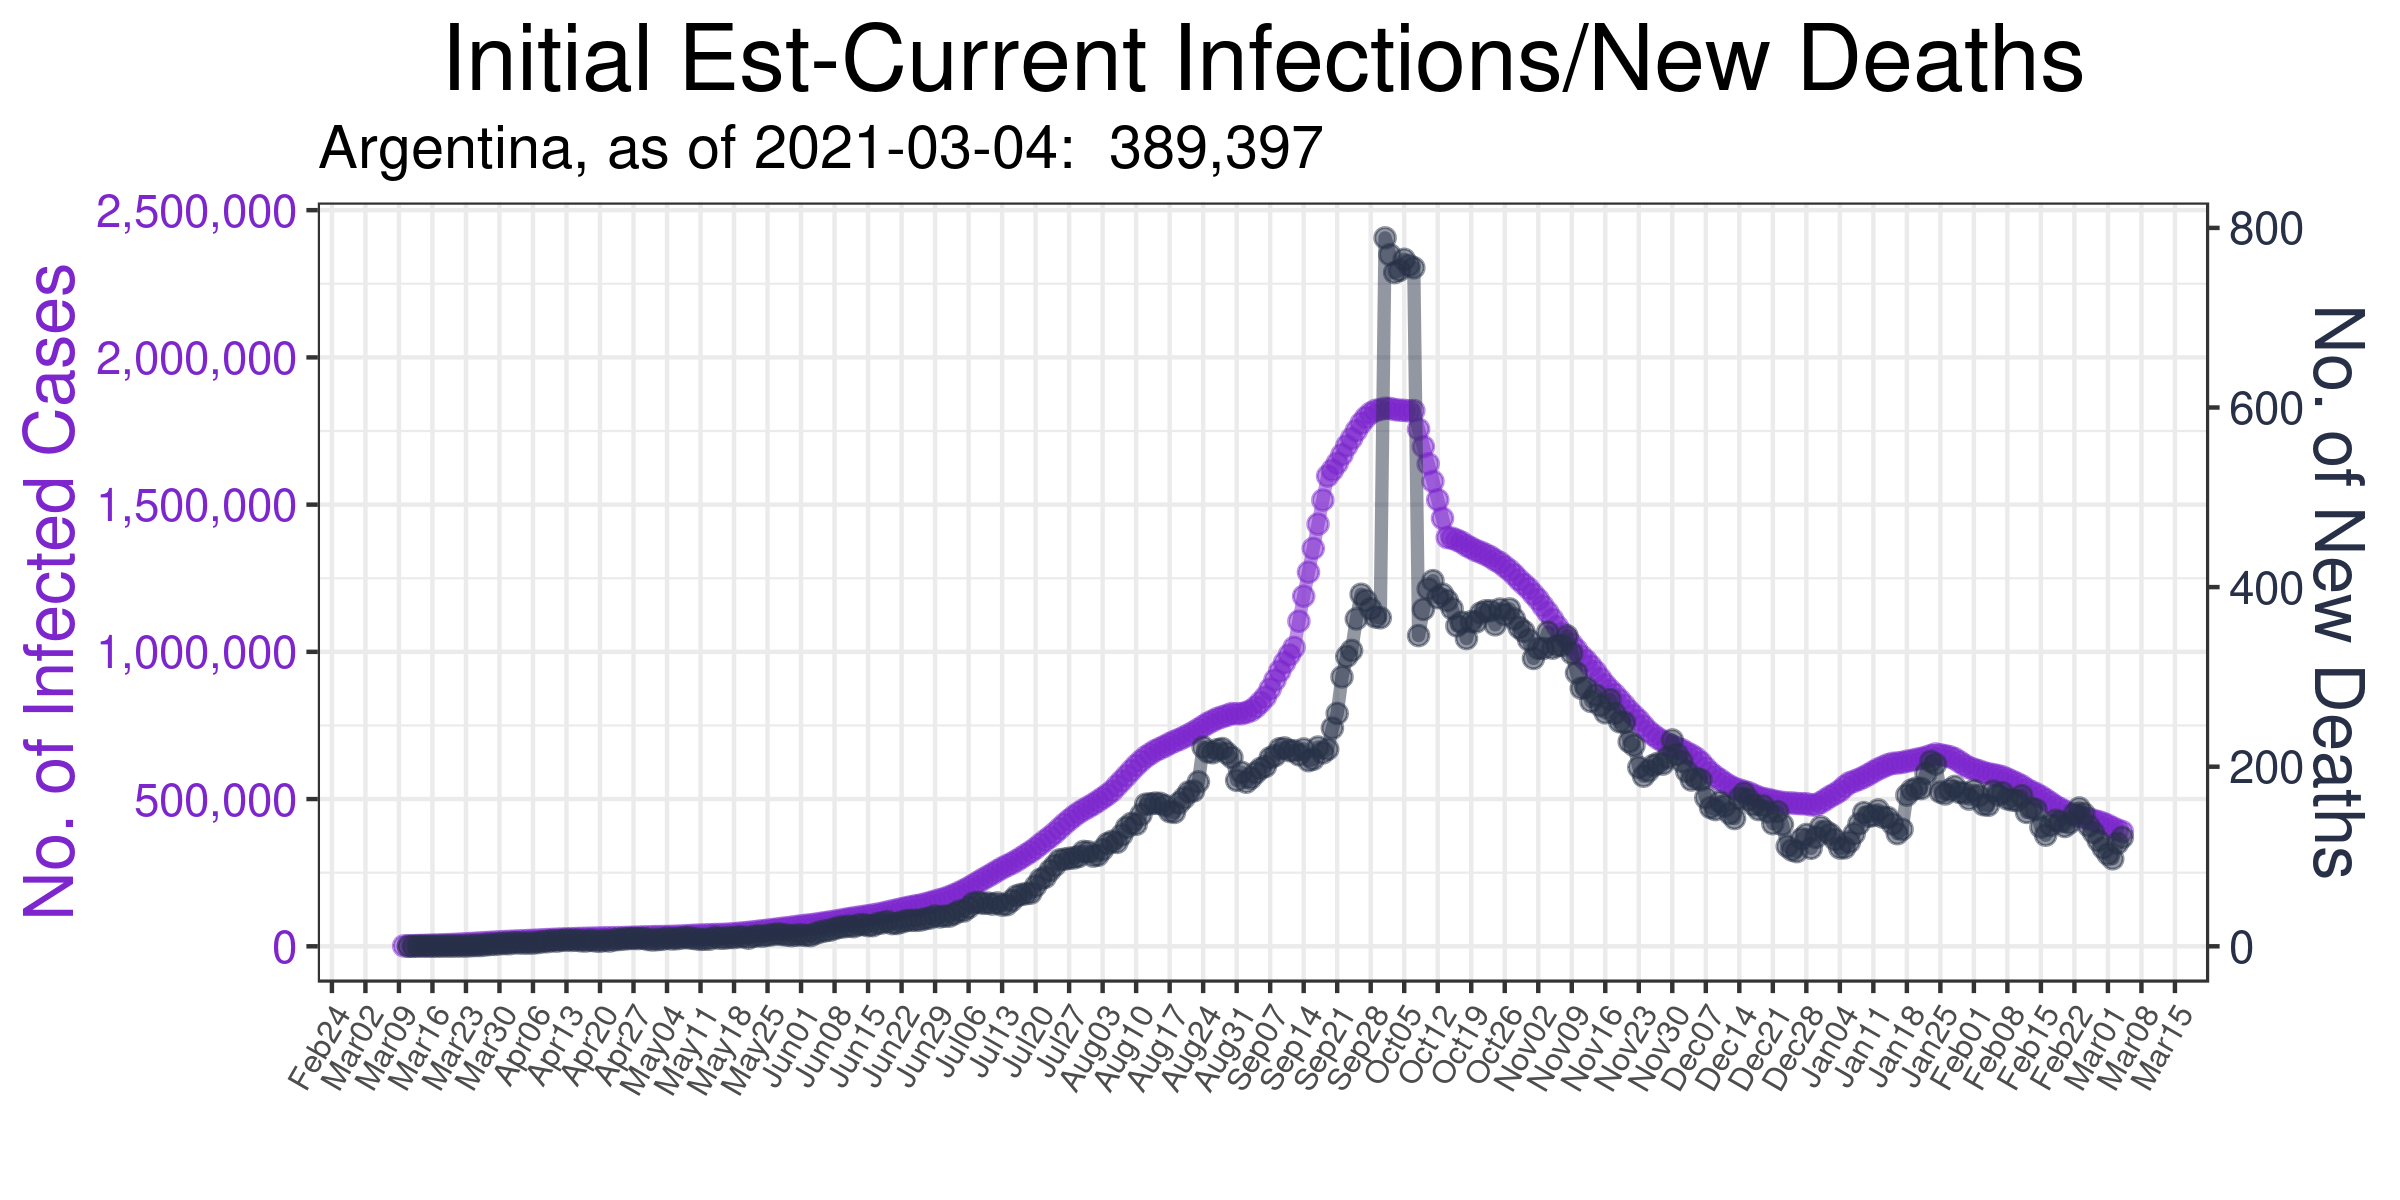 Initial Est-Current Infections/New Deaths
Argentina, as of 2021-03-04:  389,397
No. of Infected Cases
2,500,000
2,000,000
1,500,000
1,000,000
500,000
0
800
600
400
200
0
No. of New Deaths
Feb24
Mar02
Mar09
Mar16
Mar23
Mar30
Apr06
Apr13
Apr20
Apr27
May04
May11
May18
May25
Jun01
Jun08
Jun15
Jun22
Jun29
Jul06
Jul13
Jul20
Jul27
Aug03
Aug10
Aug17
Aug24
Aug31
Sep07
Sep14
Sep21
Sep28
Oct05
Oct12
Oct19
Oct26
Nov02
Nov09
Nov16
Nov23
Nov30
Dec07
Dec14
Dec21
Dec28
Jan04
Jan11
Jan18
Jan25
Feb01
Feb08
Feb15
Feb22
Mar01
Mar08
Mar15